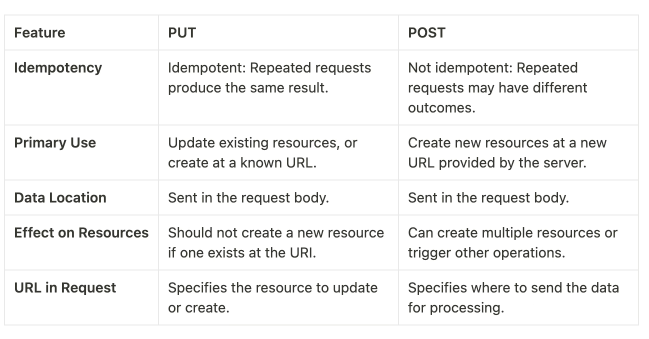 Feature PUT POST
Idempotency Idempotent: Repeated requests Not idempotent: Repeated
produce the same result. requests may have different
outcomes.
Primary Use Update existing resources, or Create new resources at a new
create at a known URL. URL provided by the server.
Data Location Sent in the request body. Sent in the request body.
Effect on Resources Should not create a new resource Can create multiple resources or
if one exists at the URI. trigger other operations.
URL in Request Specifies the resource to update Specifies where to send the data
or create. for processing.